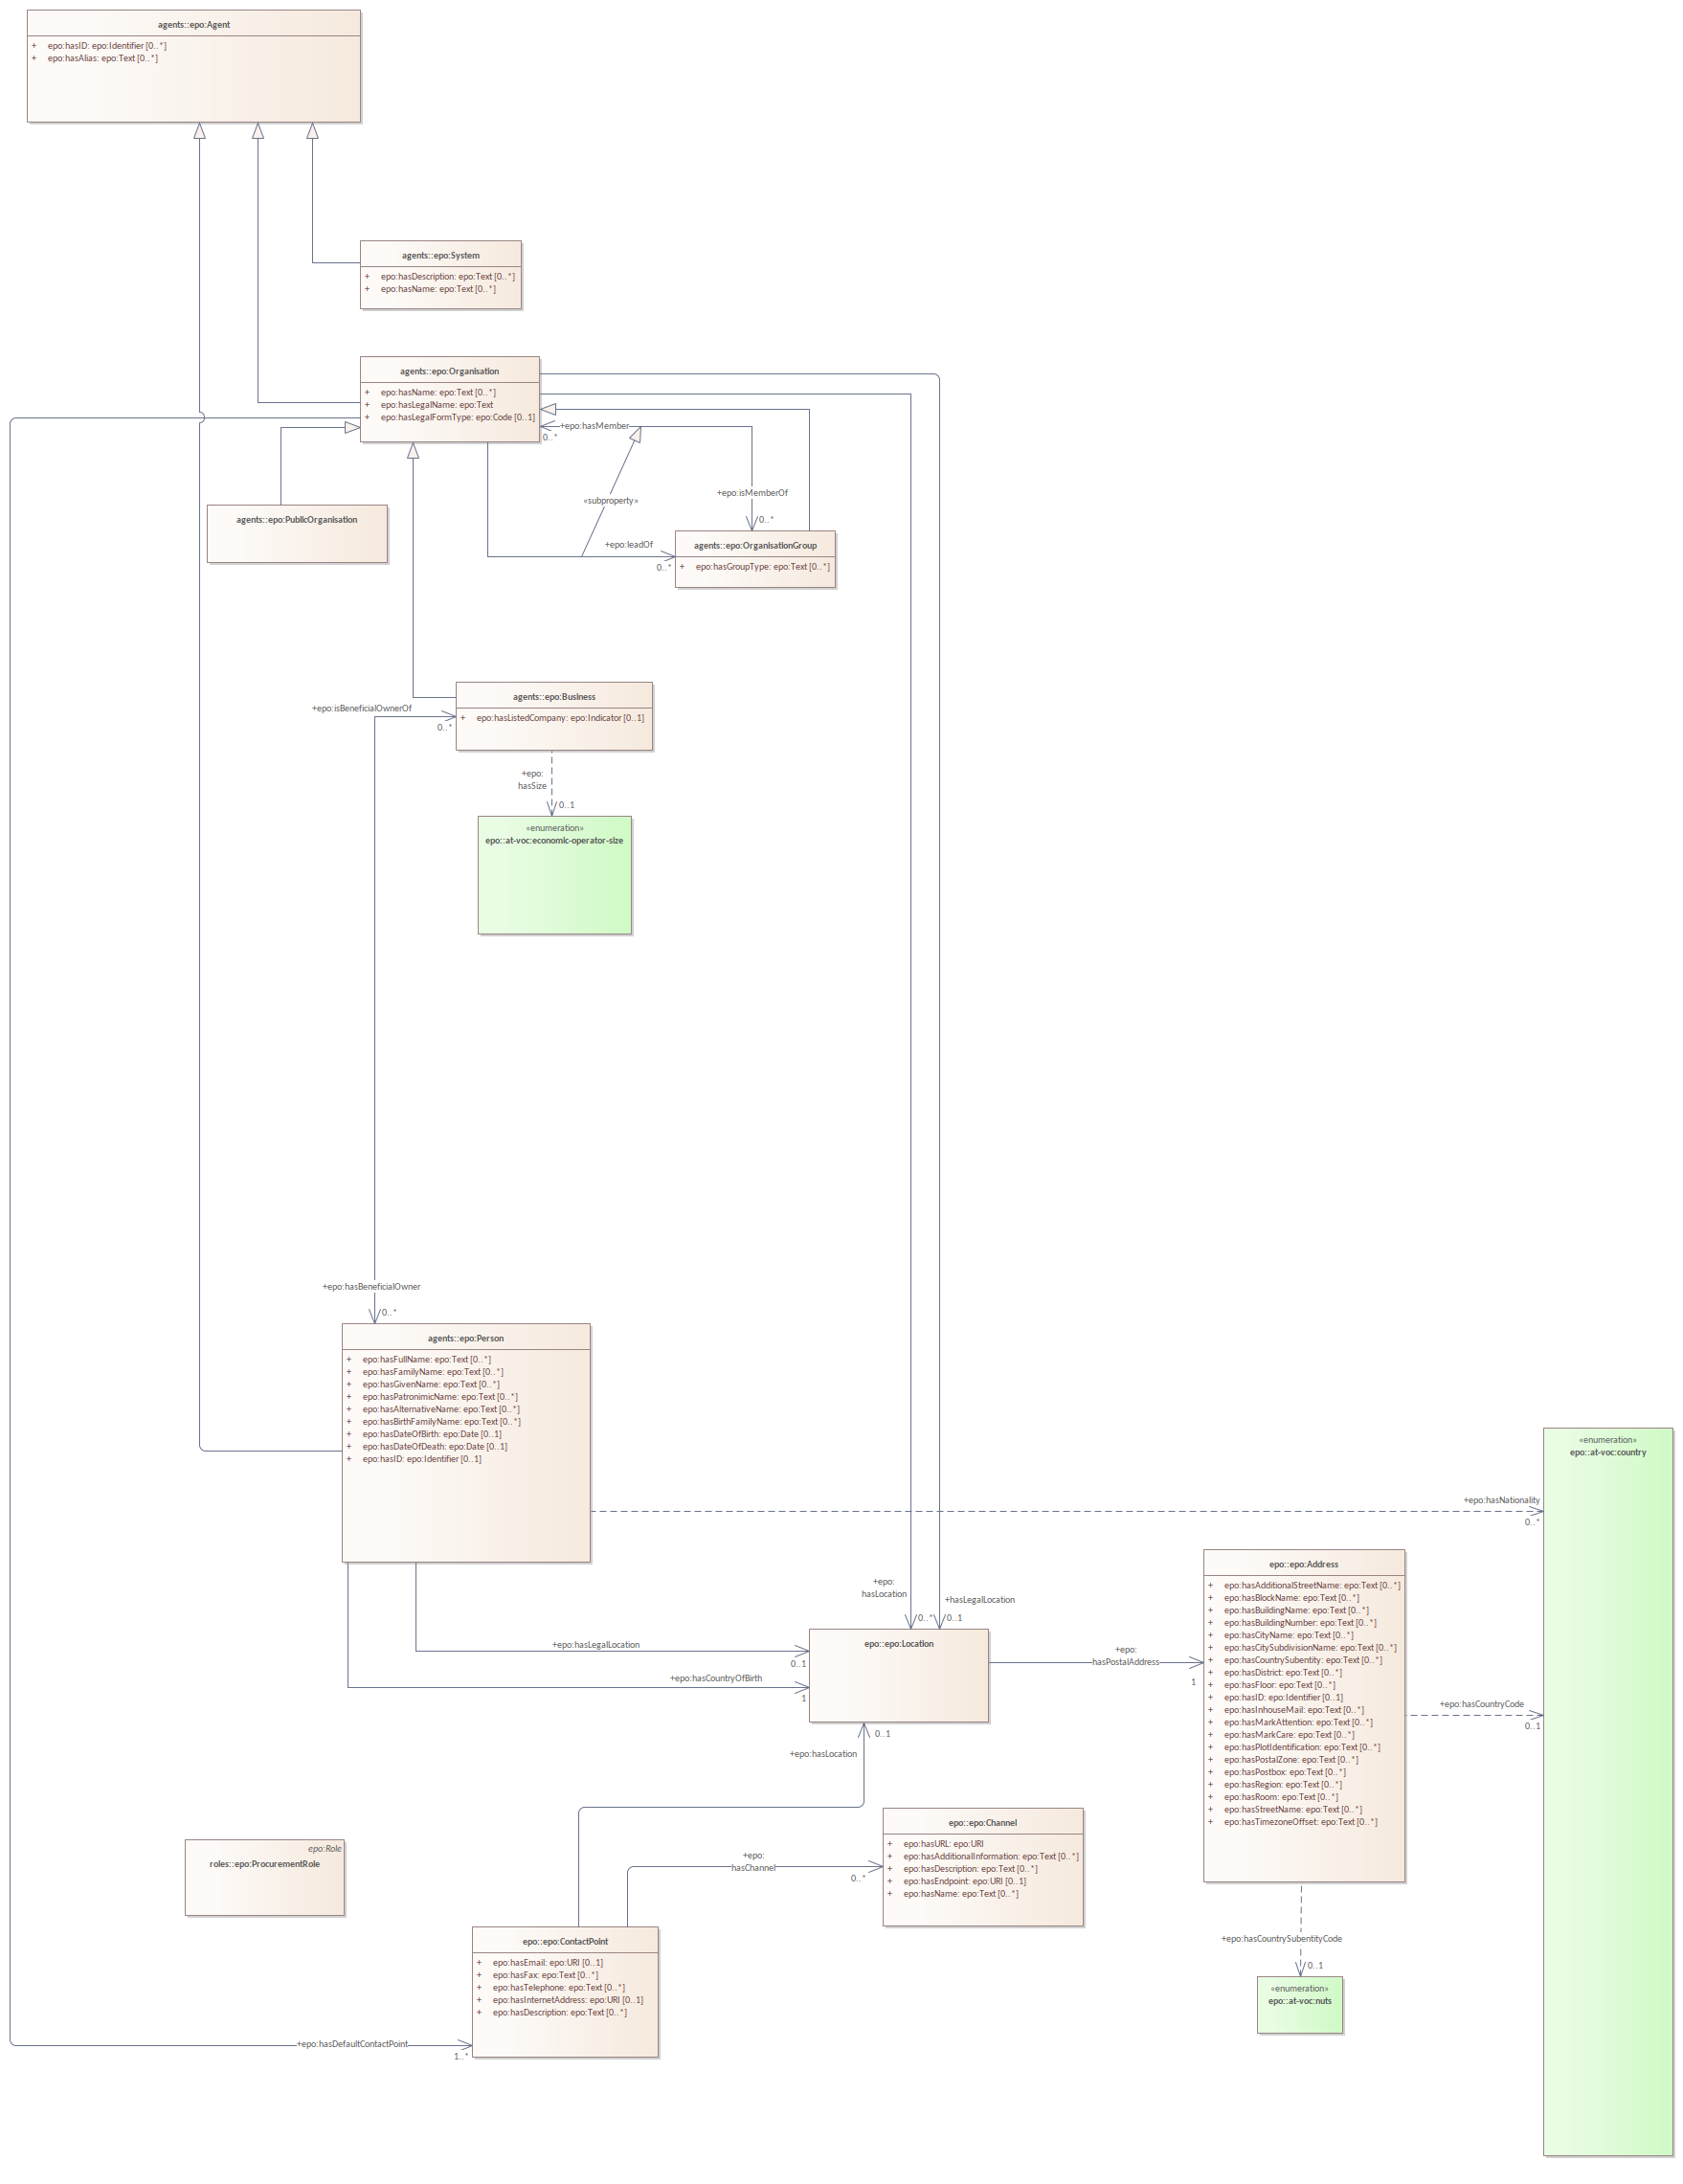 agents::epo:Agent
+ epo:hasID: epo:Identifier [0..*]
+ epo:hasAlias: epo:Text [0..*]
agents::epo:System
+ epo:hasDescription: epo:Text [0..*]
+ epo:hasName: epo:Text [0..*]
agents::epo:Organisation
+ epo:hasName: epo:Text [0..*]
+ epo:hasLegalName: epo:Text
+ epo:hasLegalFormType: epo:Code [0..1]
+epo:hasMember
0..*
«subproperty»
+epo:isMemberOf
0..*
agents::epo:PublicOrganisation
+epo:leadOf
0..*
agents::epo:OrganisationGroup
+ epo:hasGroupType: epo:Text [0..*]
agents::epo:Business
+ epo:hasListedCompany: epo:Indicator [0..1]
+epo:isBeneficialOwnerOf
0..*
+epo:
hasSize
0..1
«enumeration»
epo::at-voc:economic-operator-size
+epo:hasBeneficialOwner
0..*
agents::epo:Person
+ epo:hasFullName: epo:Text [0..*]
+ epo:hasFamilyName: epo:Text [0..*]
+ epo:hasGivenName: epo:Text [0..*]
+ epo:hasPatronimicName: epo:Text [0..*]
+ epo:hasAlternativeName: epo:Text [0..*]
+ epo:hasBirthFamilyName: epo:Text [0..*]
+ epo:hasDateOfBirth: epo:Date [0..1]
+ epo:hasDateOfDeath: epo:Date [0..1]
+ epo:hasID: epo:Identifier [0..1]
«enumeration»
epo::at-voc:country
+epo:hasNationality
0..*
epo::epo:Address
+ epo:hasAdditionalStreetName: epo:Text [0..*]
+ epo:hasBlockName: epo:Text [0..*]
+ epo:hasBuildingName: epo:Text [0..*]
+ epo:hasBuildingNumber: epo:Text [0..*]
+ epo:hasCityName: epo:Text [0..*]
+ epo:hasCitySubdivisionName: epo:Text [0..*]
+ epo:hasCountrySubentity: epo:Text [0..*]
+ epo:hasDistrict: epo:Text [0..*]
+ epo:hasFloor: epo:Text [0..*]
+ epo:hasID: epo:Identifier [0..1]
+ epo:hasInhouseMail: epo:Text [0..*]
+ epo:hasMarkAttention: epo:Text [0..*]
+ epo:hasMarkCare: epo:Text [0..*]
+ epo:hasPlotIdentification: epo:Text [0..*]
+ epo:hasPostalZone: epo:Text [0..*]
+ epo:hasPostbox: epo:Text [0..*]
+ epo:hasRegion: epo:Text [0..*]
+ epo:hasRoom: epo:Text [0..*]
+ epo:hasStreetName: epo:Text [0..*]
+ epo:hasTimezoneOffset: epo:Text [0..*]
+epo:
hasLocation
0..*
+hasLegalLocation
0..1
epo::epo:Location
+epo:hasLegalLocation
0..1
+epo:hasCountryOfBirth
1
+epo:
hasPostalAddress
1
+epo:hasCountryCode
0..1
0..1
+epo:hasLocation
epo::epo:Channel
+ epo:hasURL: epo:URI
+ epo:hasAdditionalInformation: epo:Text [0..*]
+ epo:hasDescription: epo:Text [0..*]
+ epo:hasEndpoint: epo:URI [0..1]
+ epo:hasName: epo:Text [0..*]
epo:Role
roles::epo:ProcurementRole
+epo:
hasChannel
0..*
epo::epo:ContactPoint
+ epo:hasEmail: epo:URI [0..1]
+ epo:hasFax: epo:Text [0..*]
+ epo:hasTelephone: epo:Text [0..*]
+ epo:hasInternetAddress: epo:URI [0..1]
+ epo:hasDescription: epo:Text [0..*]
+epo:hasCountrySubentityCode
0..1
«enumeration»
epo::at-voc:nuts
+epo:hasDefaultContactPoint
1..*